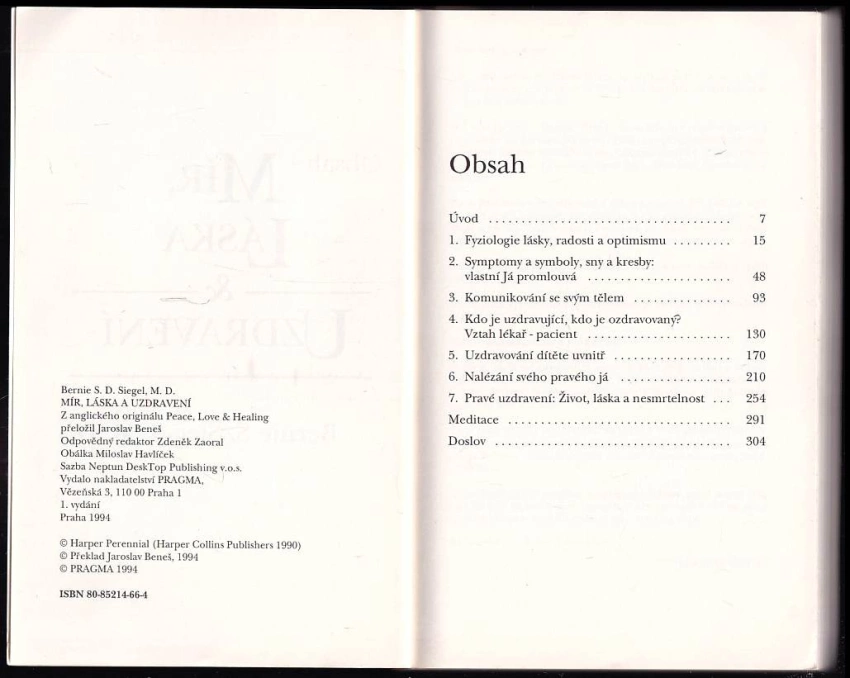 Bernie S. D. Siegel, M. D.
MÍR, LÁSKA A UZDRAVENÍ
Z anglického originálu Peace, Love & Healing
přeložil Jaroslav Beneš
Odpovědný redaktor Zdeněk Zaoral
Obálka Miloslav Havlíček
Sazba Neptun DeskTop Publishing v.o.s.
Vydalo nakladatelství PRAGMA,
Vězeňská 3, 110 00 Praha 1
1. vydání
Praha 1994
© Harper Perennial (Harper Collins Publishers 1990)
© Překlad Jaroslav Beneš, 1994
© PRAGMA 1994
ISBN 80-85214-66-4
Obsah
Úvod ..................................... 7
1. Fyziologie lásky, radosti a optimismu ......... 15
2. Symptomy a symboly, sny a kresby:
vlastní Já promlouvá ...................... 48
3. Komunikování se svým tělem ............... 93
4. Kdo je uzdravující, kdo je ozdravovaný?
Vztah lékař - pacient ...................... 130
5. Uzdravování dítěte uvnitř .................. 170
6. Nalézání svého pravého já ................. 210
7. Pravé uzdravení: Život, láska a nesmrtelnost ... 254
Meditace .................................. 291
Doslov .................................... 304